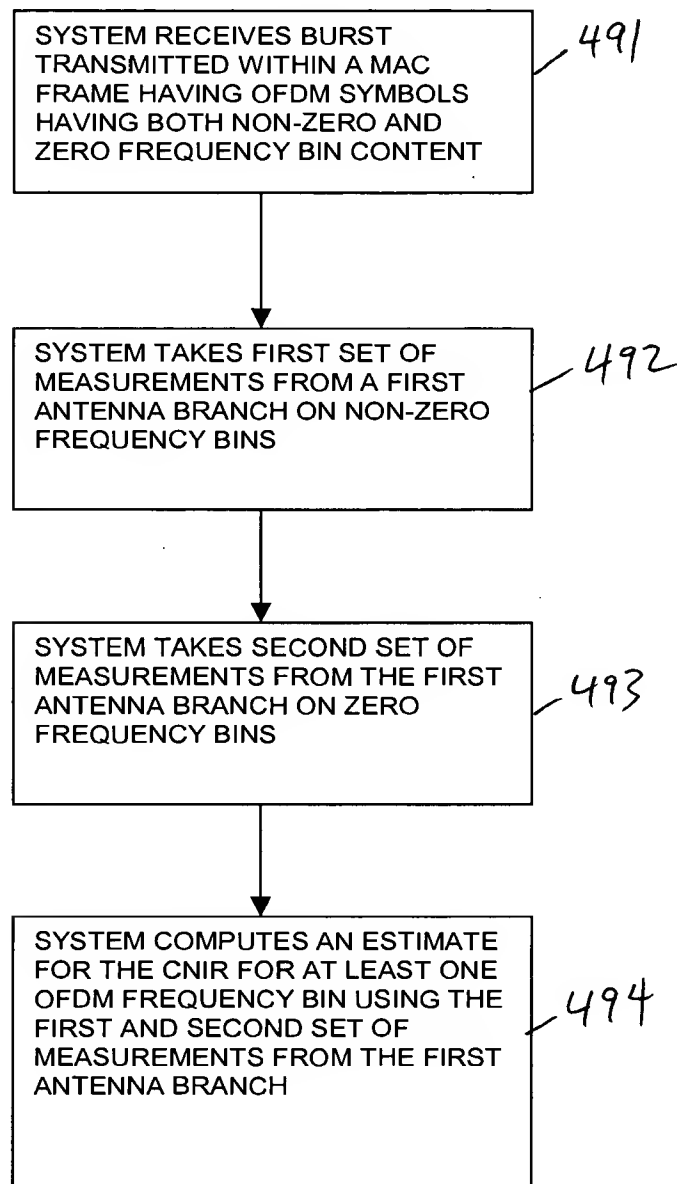 SYSTEM RECEIVES BURST
TRANSMITTED WITHIN A MAC
FRAME HAVING OFDM SYMBOLS
HAVING BOTH NON-ZERO AND
ZERO FREQUENCY BIN CONTENT
491
SYSTEM TAKES FIRST SET OF
MEASUREMENTS FROM A FIRST
ANTENNA BRANCH ON NON-ZERO
FREQUENCY BINS
492
SYSTEM TAKES SECOND SET OF
MEASUREMENTS FROM THE FIRST
ANTENNA BRANCH ON ZERO
FREQUENCY BINS
493
SYSTEM COMPUTES AN ESTIMATE
FOR THE CNIR FOR AT LEAST ONE
OFDM FREQUENCY BIN USING THE
FIRST AND SECOND SET OF
MEASUREMENTS FROM THE FIRST
ANTENNA BRANCH
494